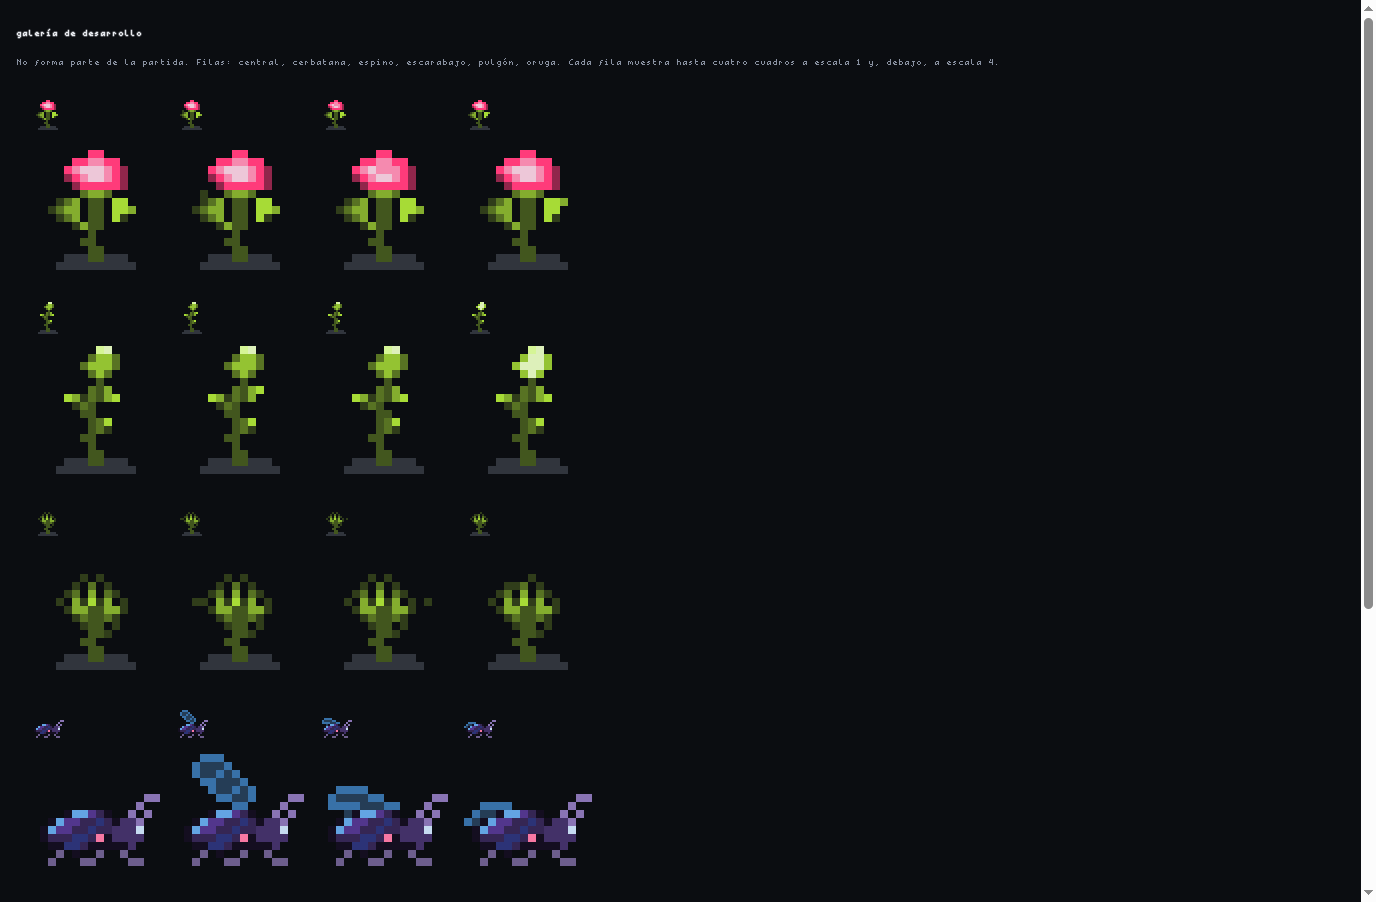 galería de desarrollo
No forma parte de la partida. Filas: central, cerbatana, espino, escarabajo, pulgón, oruga. Cada fila muestra hasta cuatro cuadros a escala 1 y, debajo, a escala 4.